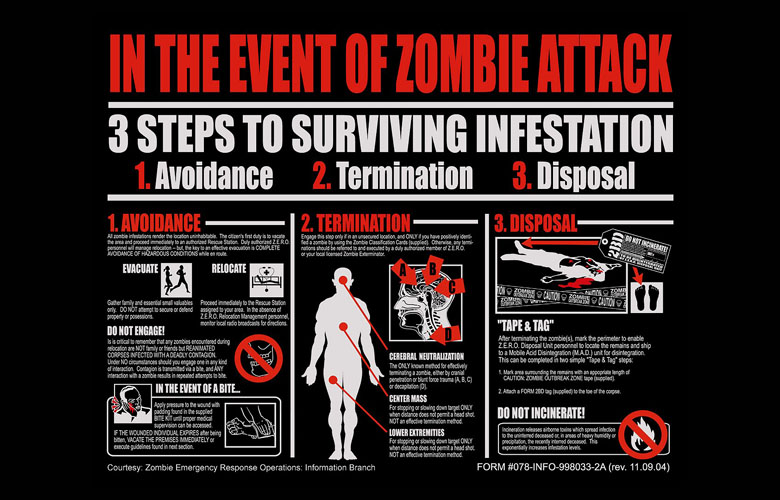 IN THE EVENT OF ZOMBIE ATTACK
3 STEPS TO SURVIVING INFESTATION
1. Avoidance 2. Termination 3. Disposal
1. AVOIDANCE
All zombie infestations render the location uninhabitable. The citizen's first duty is to vacate
the area and proceed immediately to an authorized Rescue Station. Duly authorized Z.E.R.O.
personnel will manage relocation – but, the key to an effective evacuation is COMPLETE
AVOIDANCE OF HAZARDOUS CONDITIONS while en route.
EVACUATE
RELOCATE
Gather family and essential small valuables
only. DO NOT attempt to secure or defend
property or possesions.
Proceed immediately to the Rescue Station
assigned to your area. In the absence of
Z.E.R.O. Relocation Management personnel,
monitor local radio broadcasts for directions.
DO NOT ENGAGE!
Is is critical to remember that any zombies encountered during
relocation are NOT family or friends but REANIMATED
CORPSES INFECTED WITH A DEADLY CONTAGION.
Under NO circumstances should you engage one in any kind
of interaction. Contagion is transmitted via a bite, and ANY
interaction with a zombie results in repeated attempts to bite.
IN THE EVENT OF A BITE...
Apply pressure to the wound with
padding found in the supplied
BITE KIT until proper medical
supervision can be accessed.
IF THE WOUNDED INDIVIDUAL EXPIRES after being
bitten, VACATE THE PREMISES IMMEDIATELY or
execute guidelines found in next section.
2. TERMINATION
Engage this step only if in an unsecured location, and ONLY if you have positively identi-
fied a zombie by using the Zombie Classification Cards (supplied). Otherwise, any termi-
nations should be referred to and executed by a duly authorized member of Z.E.R.O.
or your local licensed Zombie Exterminator.
A
B
C
D
CEREBRAL NEUTRALIZATION
The ONLY known method for effectively
terminating a zombie, either by cranial
penetration or blunt force trauma (A, B, C)
or decapitation (D).
CENTER MASS
For stopping or slowing down target ONLY
when distance does not permit a head shot.
NOT an effective termination method.
LOWER EXTREMITIES
For stopping or slowing down target ONLY
when distance does not permit a head shot.
NOT an effective termination method.
3. DISPOSAL
DO NOT INCINERATE!
2BD
CAUTION
ZOMBIE
CAUTION
"TAPE & TAG"
After terminating the zombie(s), mark the perimeter to enable
Z.E.R.O. Disposal Unit personnel to locate the remains and ship
to a Mobile Acid Disintegration (M.A.D.) unit for disintegration.
This can be completed in two simple "Tape & Tag" steps:
1. Mark area surrounding the remains with an appropriate length of
CAUTION: ZOMBIE OUTBREAK ZONE tape (supplied).
2. Attach a FORM 2BD tag (supplied) to the toe of the corpse.
DO NOT INCINERATE!
Incineration releases airborne toxins which spread infection
to the uninterred deceased or, in areas of heavy humidity or
precipitation, the recently interred deceased. This
exponentially increases infestation levels.
Courtesy: Zombie Emergency Response Operations: Information Branch
FORM #078-INFO-998033-2A (rev. 11.09.04)